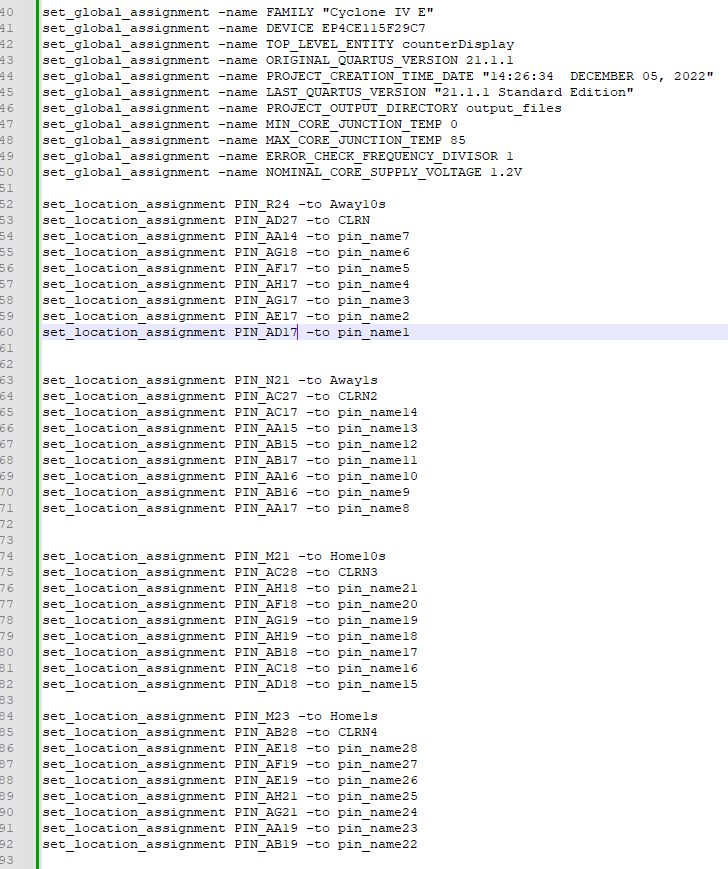 40 set_global_assignment -name FAMILY "Cyclone IV E"
41 set_global_assignment -name DEVICE EP4CE115F29C7
42 set_global_assignment -name TOP_LEVEL_ENTITY counterDisplay
43 set_global_assignment -name ORIGINAL_QUARTUS_VERSION 21.1.1
44 set_global_assignment -name PROJECT_CREATION_TIME_DATE "14:26:34  DECEMBER 05, 2022"
45 set_global_assignment -name LAST_QUARTUS_VERSION "21.1.1 Standard Edition"
46 set_global_assignment -name PROJECT_OUTPUT_DIRECTORY output_files
47 set_global_assignment -name MIN_CORE_JUNCTION_TEMP 0
48 set_global_assignment -name MAX_CORE_JUNCTION_TEMP 85
49 set_global_assignment -name ERROR_CHECK_FREQUENCY_DIVISOR 1
50 set_global_assignment -name NOMINAL_CORE_SUPPLY_VOLTAGE 1.2V
51
52 set_location_assignment PIN_R24 -to Away10s
53 set_location_assignment PIN_AD27 -to CLRN
54 set_location_assignment PIN_AA14 -to pin_name7
55 set_location_assignment PIN_AG18 -to pin_name6
56 set_location_assignment PIN_AF17 -to pin_name5
57 set_location_assignment PIN_AH17 -to pin_name4
58 set_location_assignment PIN_AG17 -to pin_name3
59 set_location_assignment PIN_AE17 -to pin_name2
60 set_location_assignment PIN_AD17 -to pin_name1
61
62
63 set_location_assignment PIN_N21 -to Away1s
64 set_location_assignment PIN_AC27 -to CLRN2
65 set_location_assignment PIN_AC17 -to pin_name14
66 set_location_assignment PIN_AA15 -to pin_name13
67 set_location_assignment PIN_AB15 -to pin_name12
68 set_location_assignment PIN_AB17 -to pin_name11
69 set_location_assignment PIN_AA16 -to pin_name10
70 set_location_assignment PIN_AB16 -to pin_name9
71 set_location_assignment PIN_AA17 -to pin_name8
72
73
74 set_location_assignment PIN_M21 -to Home10s
75 set_location_assignment PIN_AC28 -to CLRN3
76 set_location_assignment PIN_AH18 -to pin_name21
77 set_location_assignment PIN_AF18 -to pin_name20
78 set_location_assignment PIN_AG19 -to pin_name19
79 set_location_assignment PIN_AH19 -to pin_name18
80 set_location_assignment PIN_AB18 -to pin_name17
81 set_location_assignment PIN_AC18 -to pin_name16
82 set_location_assignment PIN_AD18 -to pin_name15
83
84 set_location_assignment PIN_M23 -to Home1s
85 set_location_assignment PIN_AB28 -to CLRN4
86 set_location_assignment PIN_AE18 -to pin_name28
87 set_location_assignment PIN_AF19 -to pin_name27
88 set_location_assignment PIN_AE19 -to pin_name26
89 set_location_assignment PIN_AH21 -to pin_name25
90 set_location_assignment PIN_AG21 -to pin_name24
91 set_location_assignment PIN_AA19 -to pin_name23
92 set_location_assignment PIN_AB19 -to pin_name22
93